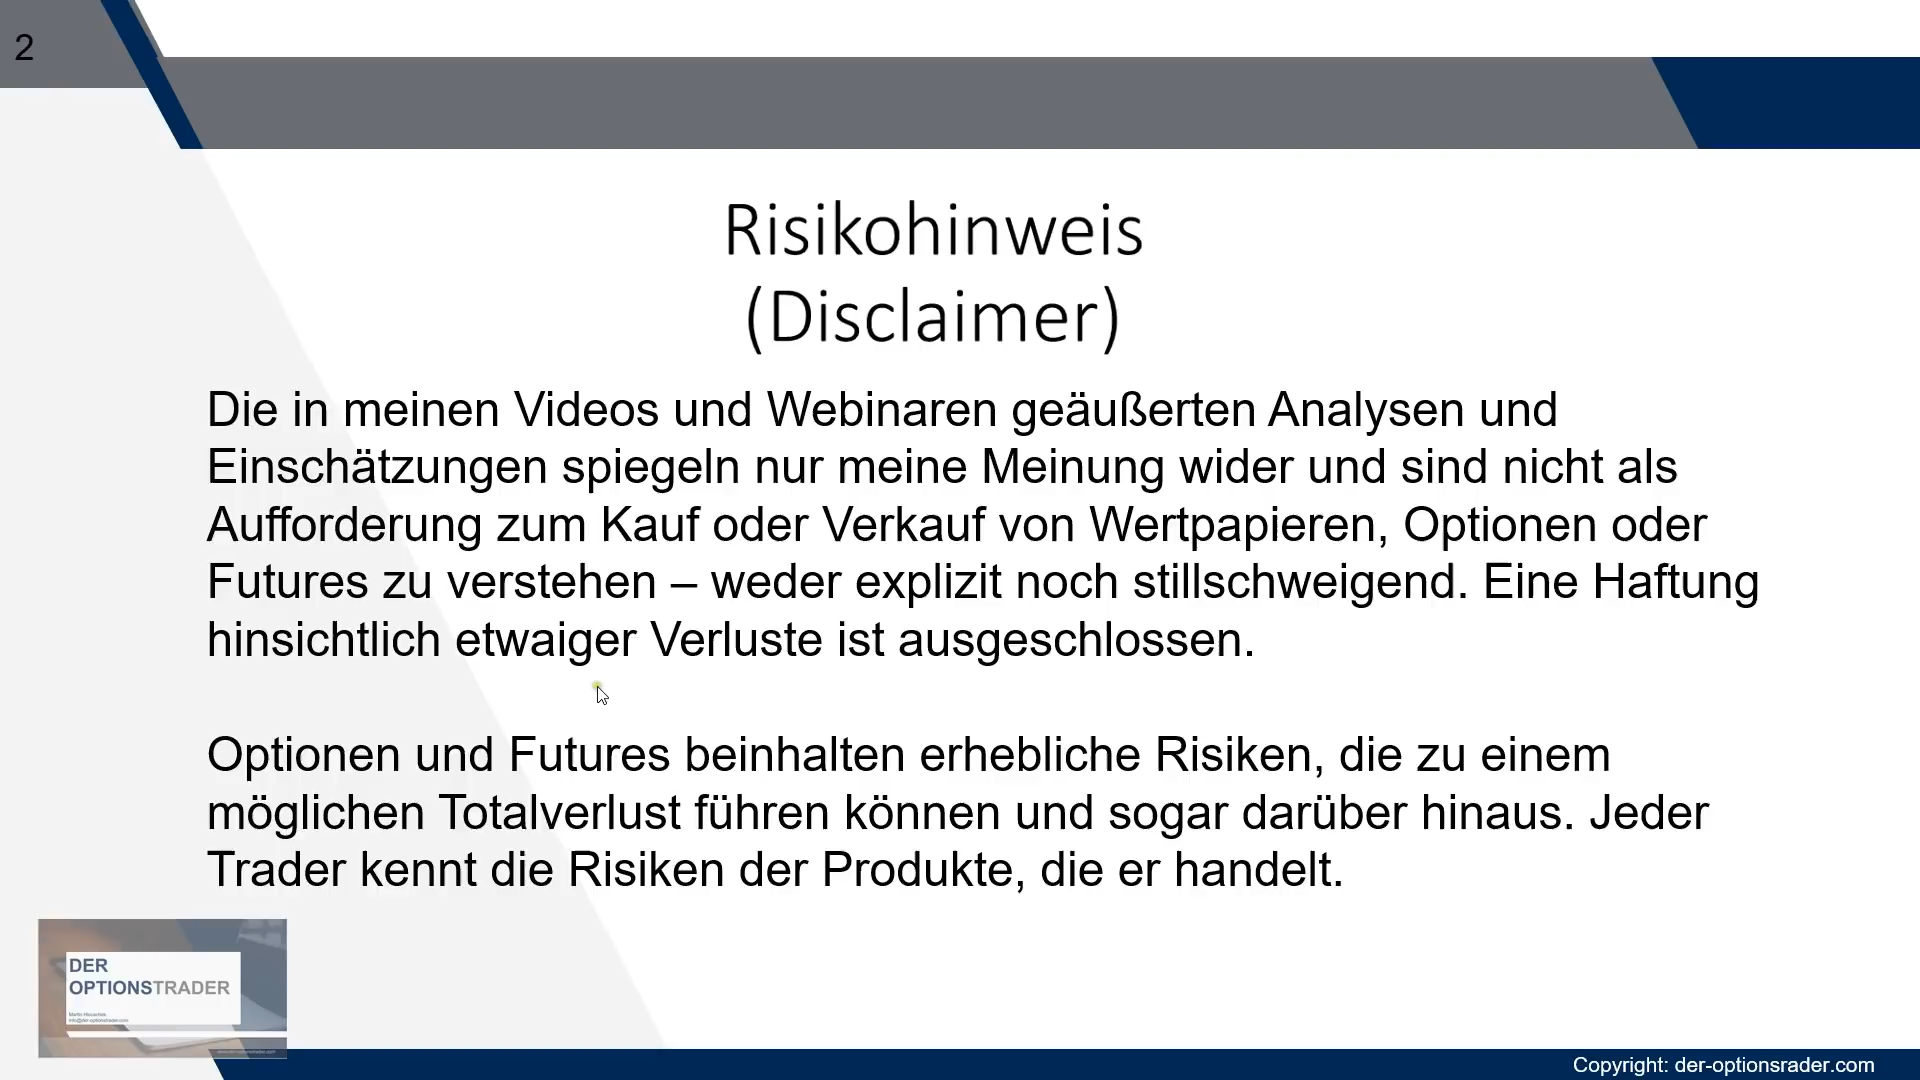 2
Risikohinweis
(Disclaimer)
Die in meinen Videos und Webinaren geäußerten Analysen und
Einschätzungen spiegeln nur meine Meinung wider und sind nicht als
Aufforderung zum Kauf oder Verkauf von Wertpapieren, Optionen oder
Futures zu verstehen – weder explizit noch stillschweigend. Eine Haftung
hinsichtlich etwaiger Verluste ist ausgeschlossen.
Optionen und Futures beinhalten erhebliche Risiken, die zu einem
möglichen Totalverlust führen können und sogar darüber hinaus. Jeder
Trader kennt die Risiken der Produkte, die er handelt.
DER
OPTIONSTRADER
Copyright: der-optionsrader.com